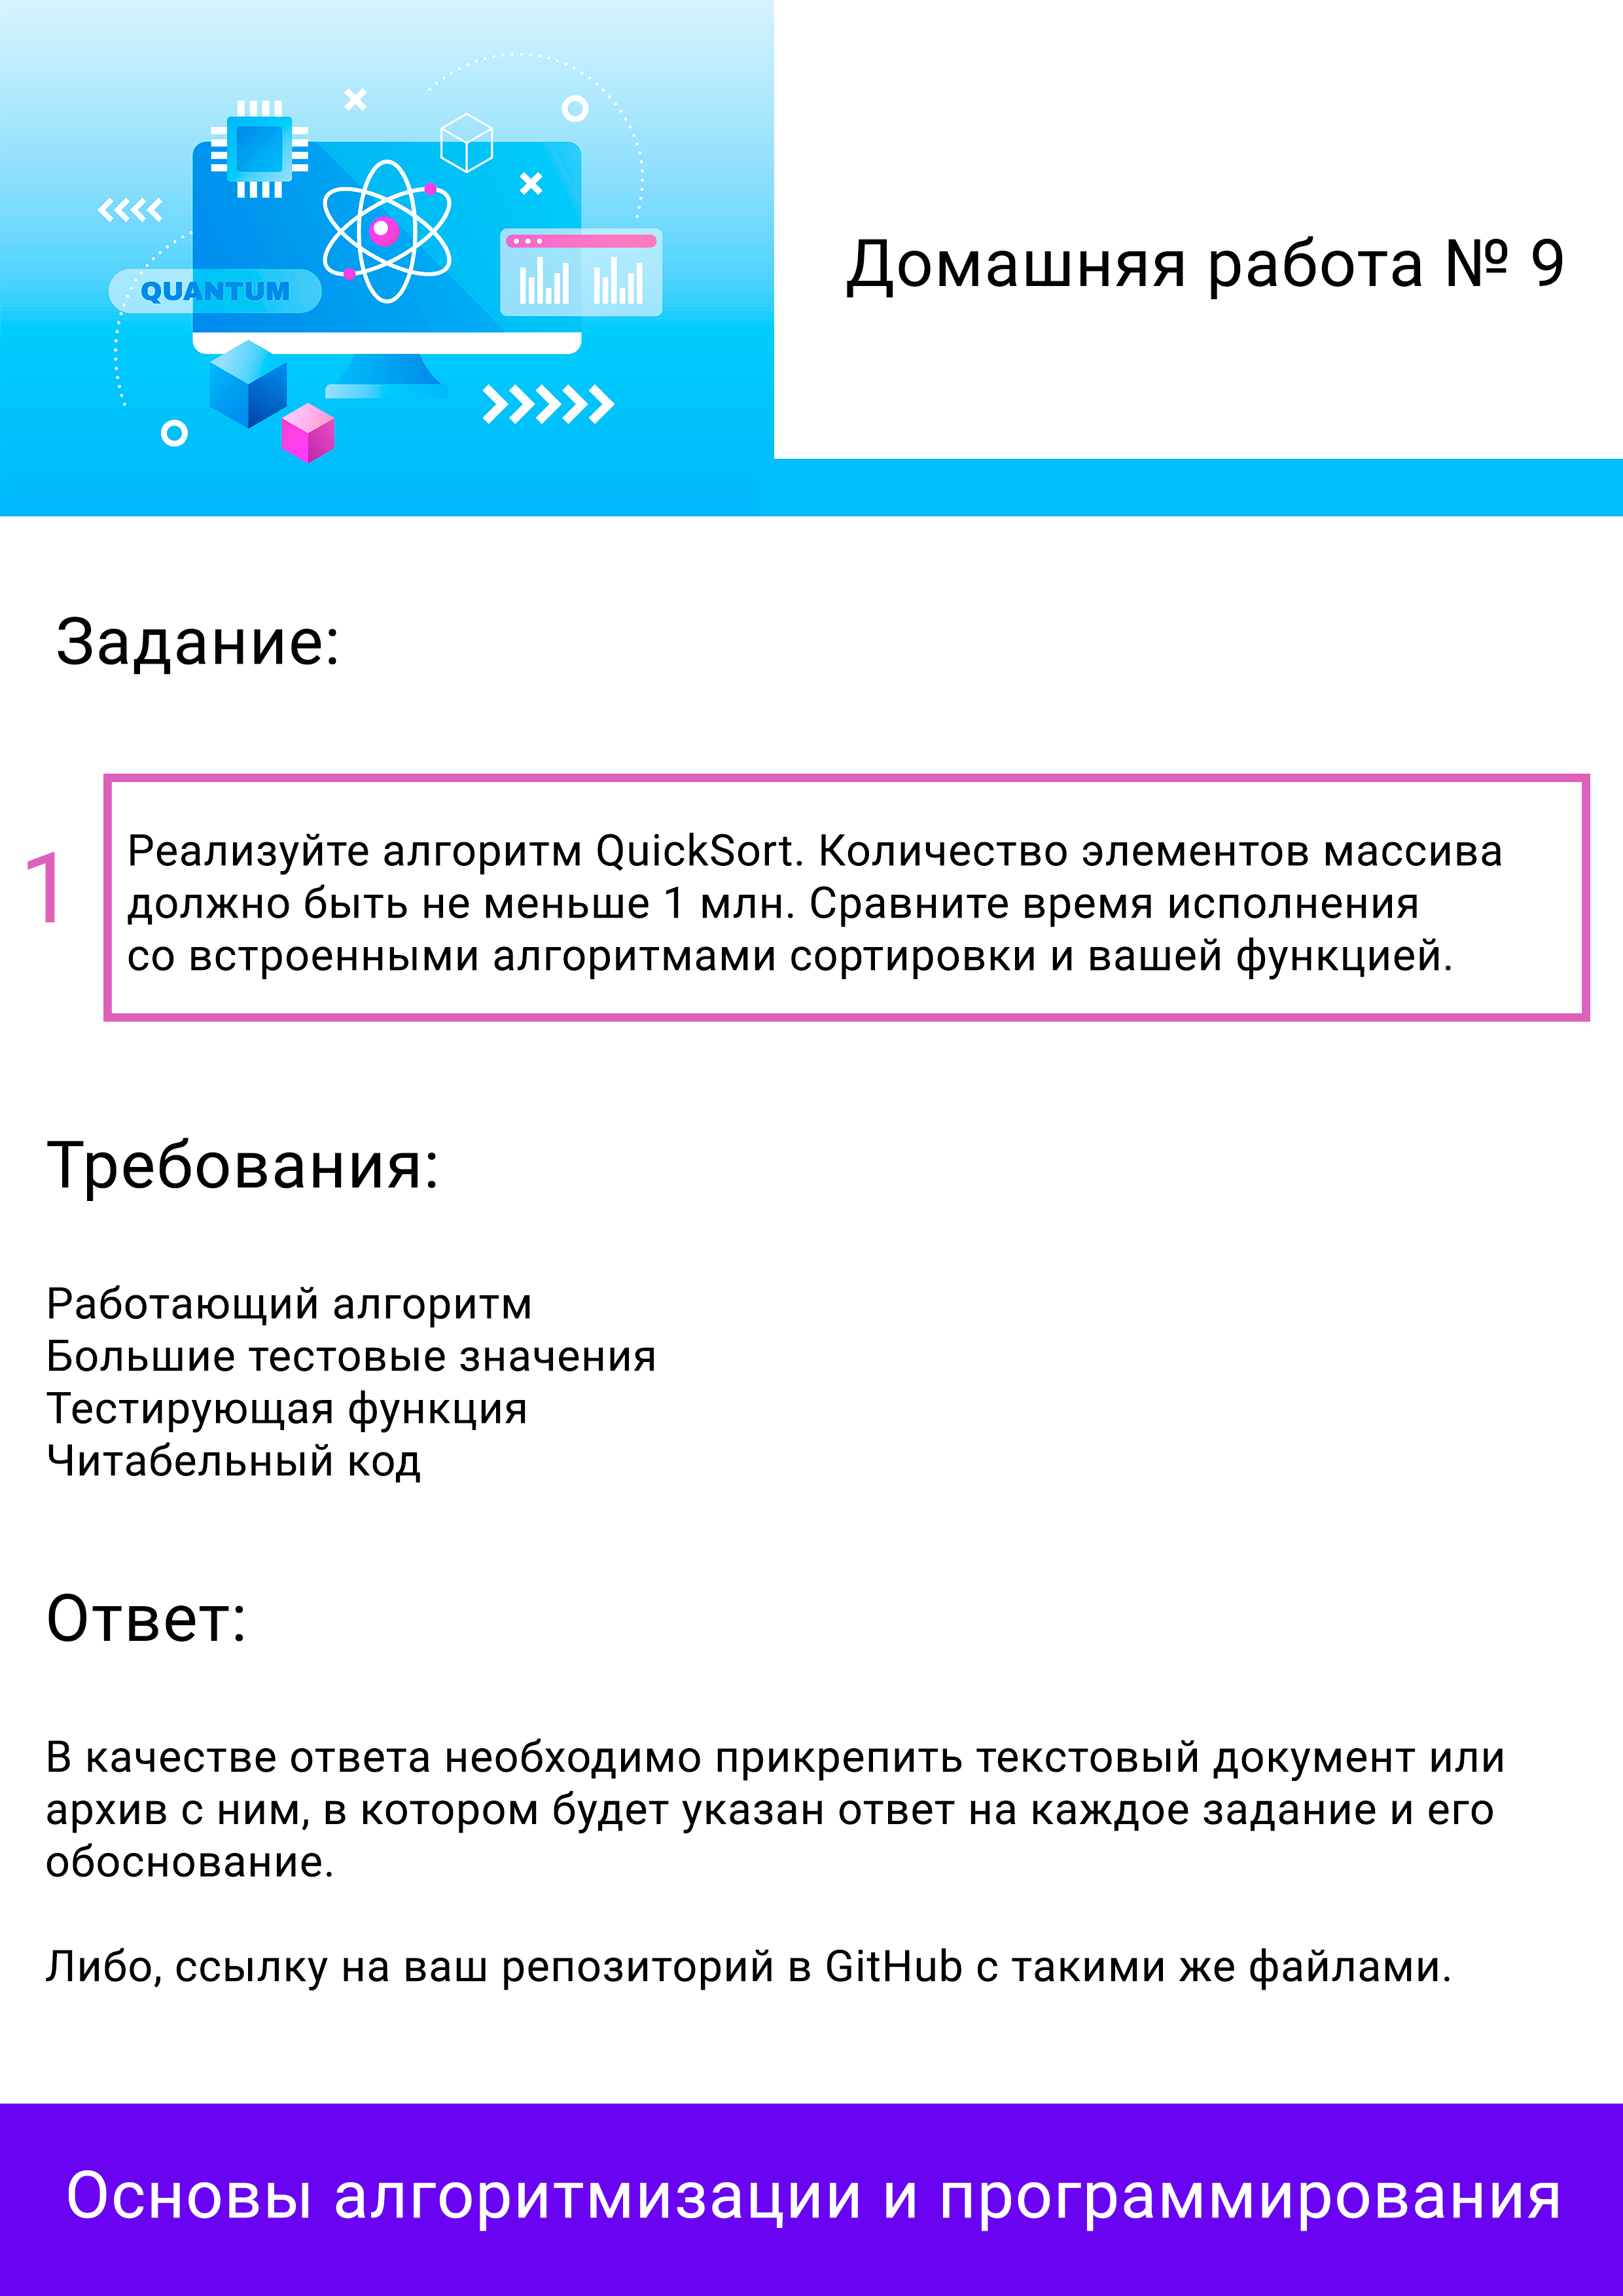 QUANTUM
Домашняя работа № 9
Задание:
1
Реализуйте алгоритм QuickSort. Количество элементов массива
должно быть не меньше 1 млн. Сравните время исполнения
со встроенными алгоритмами сортировки и вашей функцией.
Требования:
Работающий алгоритм
Большие тестовые значения
Тестирующая функция
Читабельный код
Ответ:
В качестве ответа необходимо прикрепить текстовый документ или
архив с ним, в котором будет указан ответ на каждое задание и его
обоснование.
Либо, ссылку на ваш репозиторий в GitHub с такими же файлами.
Основы алгоритмизации и программирования